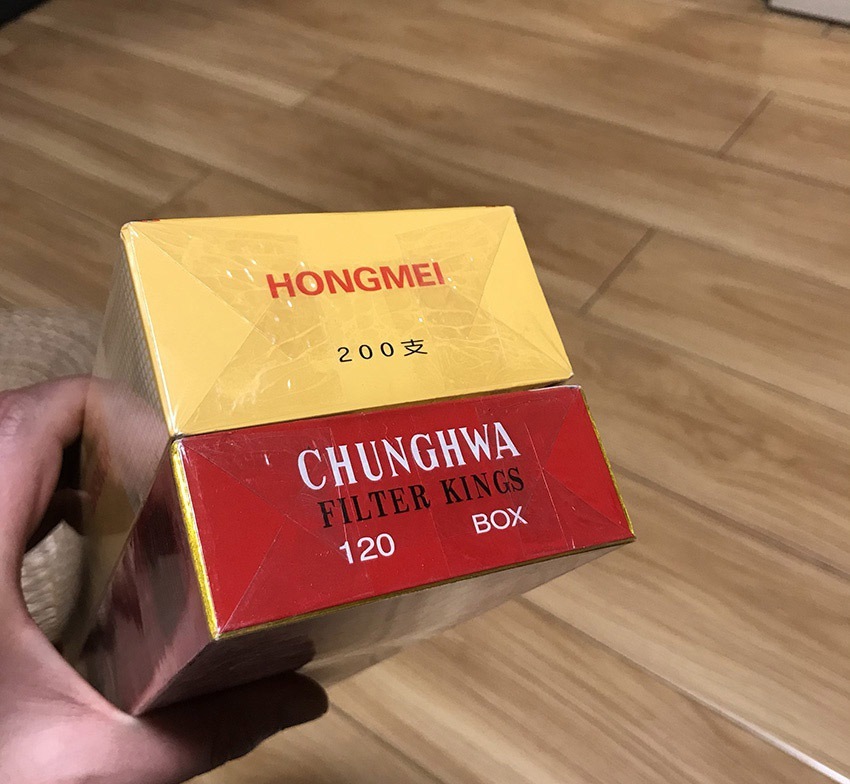 HONGMEI
200支
CHUNGHWA
FILTER KINGS
120 BOX